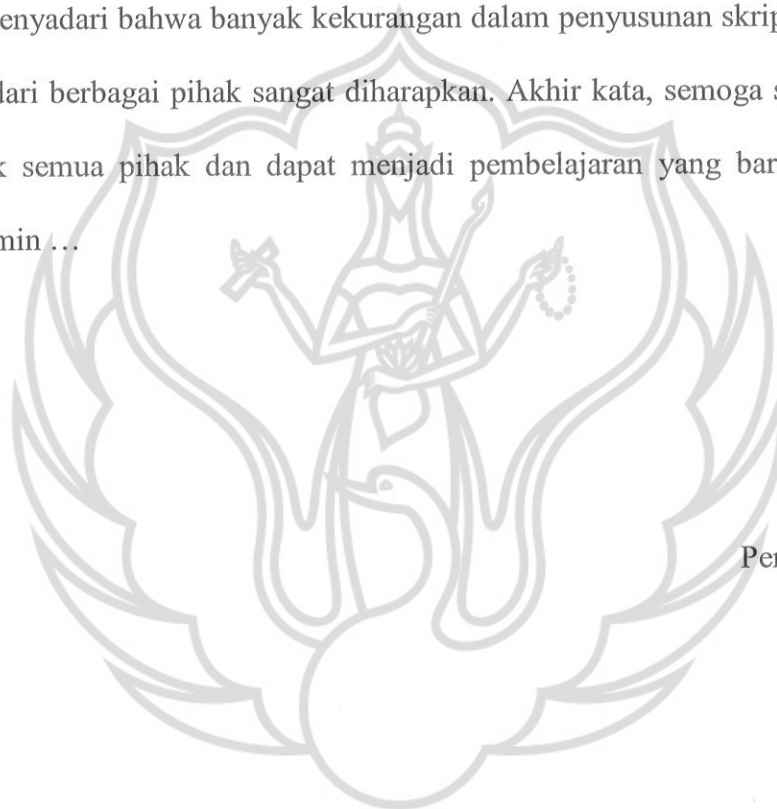 enyadari bahwa banyak kekurangan dalam penyusunan skrip
dari berbagai pihak sangat diharapkan. Akhir kata, semoga s
k semua pihak dan dapat menjadi pembelajaran yang bar
min …
Pe